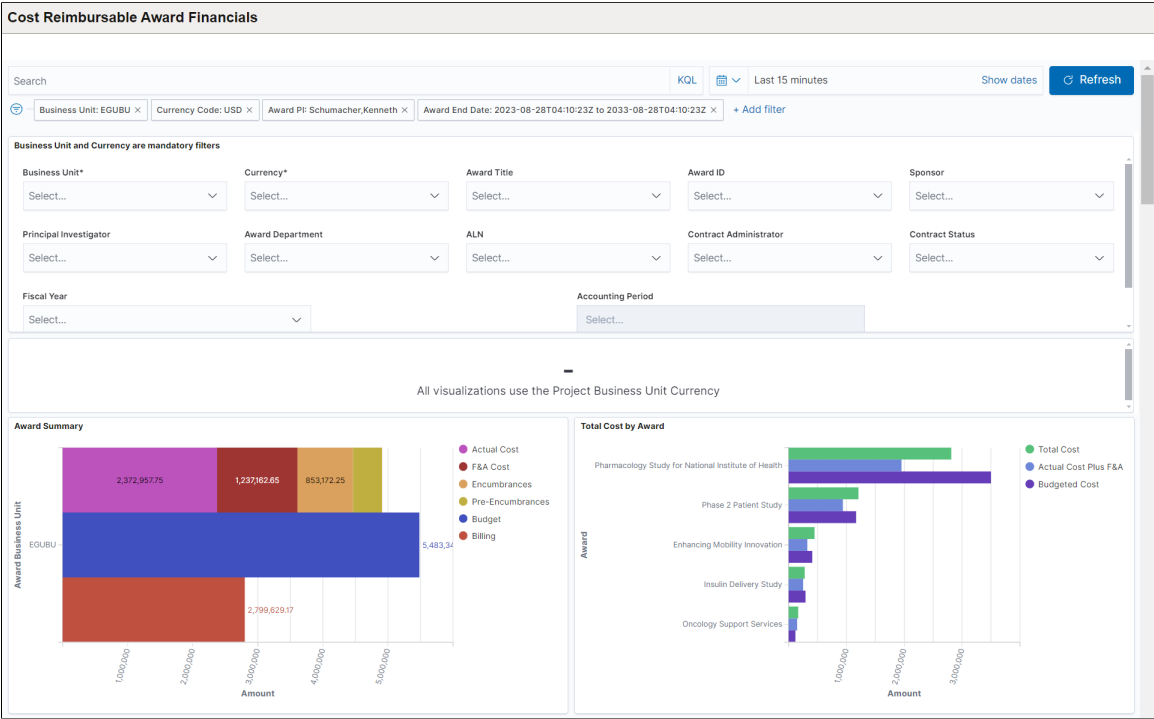 Cost Reimbursable Award Financials
Search
KQL
Last 15 minutes
Show dates
Refresh
Business Unit: EGUBU ×
Currency Code: USD ×
Award PI: Schumacher,Kenneth ×
Award End Date: 2023-08-28T04:10:23Z to 2033-08-28T04:10:23Z ×
+ Add filter
Business Unit and Currency are mandatory filters
Business Unit*
Currency*
Award Title
Award ID
Sponsor
Select...
Select...
Select...
Select...
Select...
Principal Investigator
Award Department
ALN
Contract Administrator
Contract Status
Select...
Select...
Select...
Select...
Select...
Fiscal Year
Accounting Period
Select...
Select...
-
All visualizations use the Project Business Unit Currency
Award Summary
Award Business Unit
EGUBU
2,372,957.75
1,237,162.65
853,172.25
5,483,34
2,799,629.17
1,000,000
2,000,000
3,000,000
4,000,000
5,000,000
Amount
Actual Cost
F&A Cost
Encumbrances
Pre-Encumbrances
Budget
Billing
Total Cost by Award
Award
Pharmacology Study for National Institute of Health
Phase 2 Patient Study
Enhancing Mobility Innovation
Insulin Delivery Study
Oncology Support Services
1,000,000
2,000,000
3,000,000
Amount
Total Cost
Actual Cost Plus F&A
Budgeted Cost